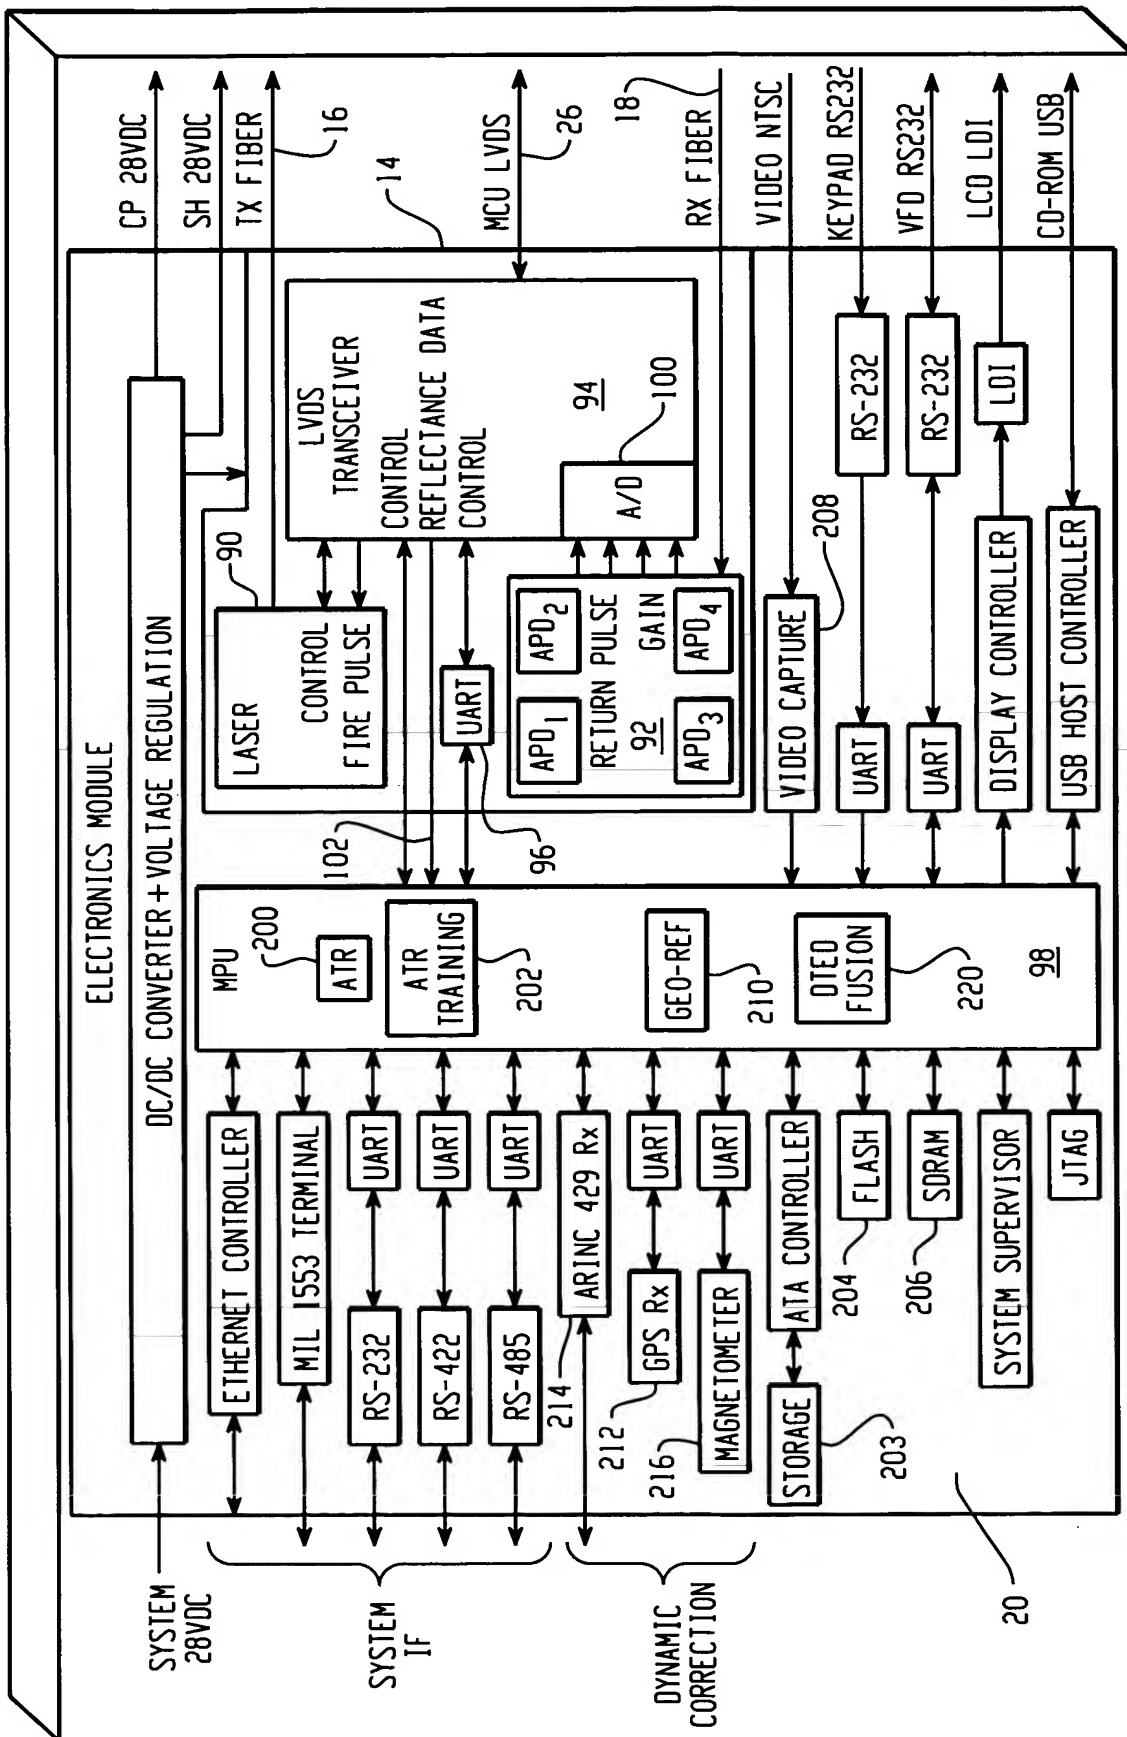 ELECTRONICS MODULE
DC/DC CONVERTER+VOLTAGE REGULATION
SYSTEM
28VDC
CP 28VDC
SH 28VDC
TX FIBER
16
14
MCU LVDS
26
18
RX FIBER
VIDEO NTSC
KEYPAD RS232
VFD RS232
LCD LDI
CD-ROM USB
90
LASER
CONTROL
FIRE PULSE
LVDS
TRANSCEIVER
CONTROL
REFLECTANCE DATA
CONTROL
94
100
A/D
102
UART
96
APD1
APD2
RETURN PULSE
92
GAIN
APD3
APD4
VIDEO CAPTURE
208
UART
RS-232
UART
RS-232
DISPLAY CONTROLLER
LDI
USB HOST CONTROLLER
MPU
200
ATR
ATR
TRAINING
202
GEO-REF
210
DTED
FUSION
220
98
ETHERNET CONTROLLER
MIL 1553 TERMINAL
RS-232
UART
RS-422
UART
RS-485
UART
SYSTEM
IF
214
ARINC 429 Rx
212
GPS Rx
UART
216
MAGNETOMETER
UART
DYNAMIC
CORRECTION
STORAGE
203
ATA CONTROLLER
204
FLASH
206
SDRAM
SYSTEM SUPERVISOR
JTAG
20